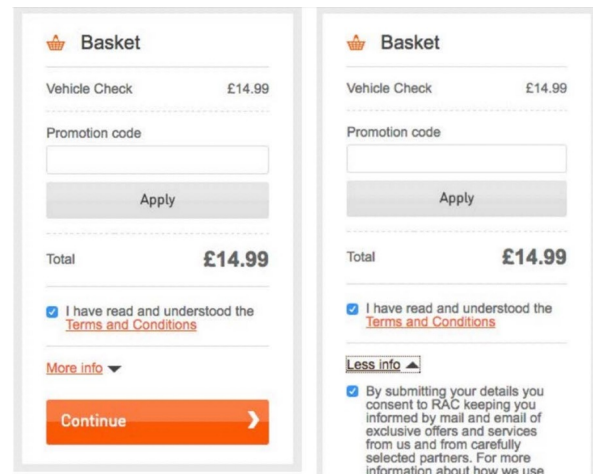 Basket
Vehicle Check £14.99
Promotion code
Apply
Total £14.99
I have read and understood the
Terms and Conditions
More info
Continue
Basket
Vehicle Check £14.99
Promotion code
Apply
Total £14.99
I have read and understood the
Terms and Conditions
Less info
By submitting your details you
consent to RAC keeping you
informed by mail and email of
exclusive offers and services
from us and from carefully
selected partners. For more
information about how we use